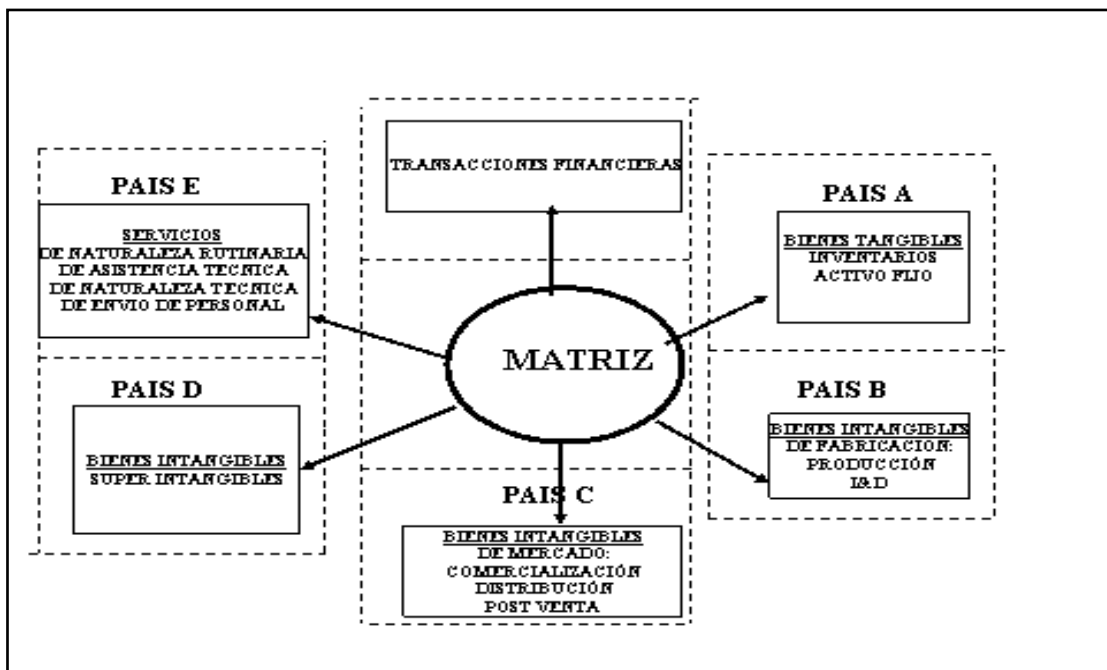 TRANSACCIONES FINANCIERAS
PAIS E
SERVICIOS
DE NATURALEZA RUTINARIA
DE ASISTENCIA TECNICA
DE NATURALEZA TECNICA
DE ENVIO DE PERSONAL
PAIS A
BIENES TANGIBLES
INVENTARIOS
ACTIVO FIJO
MATRIZ
PAIS D
BIENES INTANGIBLES
SUPER INTANGIBLES
PAIS B
BIENES INTANGIBLES
DE FABRICACION:
PRODUCCIÓN
I&D
PAIS C
BIENES INTANGIBLES
DE MERCADO:
COMERCIALIZACIÓN
DISTRIBUCIÓN
POST VENTA